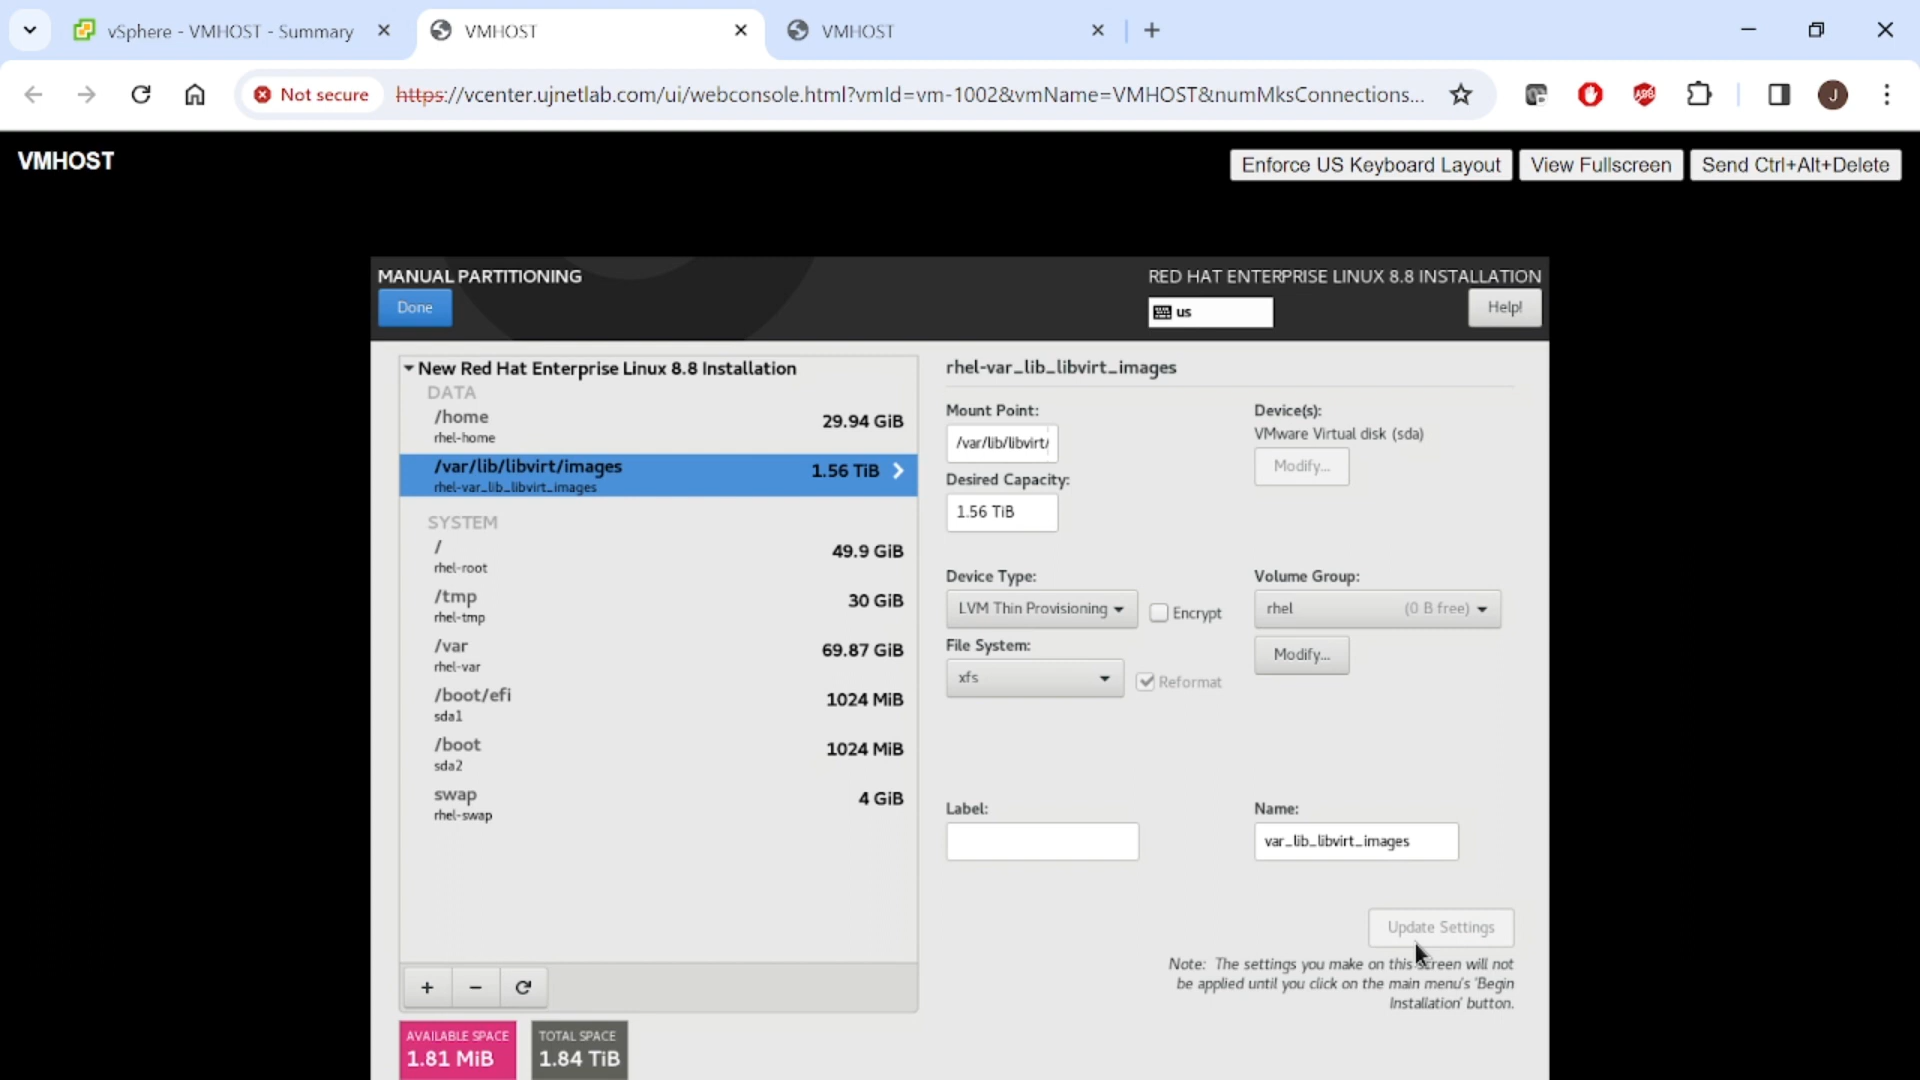 vSphere - VMHOST - Summary
VMHOST
VMHOST
Not secure
https://vcenter.ujnetlab.com/ui/webconsole.html?vmId=vm-1002&vmName=VMHOST&numMksConnections...
ABP
J
VMHOST
Enforce US Keyboard Layout
View Fullscreen
Send Ctrl+Alt+Delete
MANUAL PARTITIONING
RED HAT ENTERPRISE LINUX 8.8 INSTALLATION
Done
us
Help!
New Red Hat Enterprise Linux 8.8 Installation
DATA
/home
29.94 GiB
rhel-home
/var/lib/libvirt/images
1.56 TiB
rhel-var_lib_libvirt_images
SYSTEM
/
49.9 GiB
rhel-root
/tmp
30 GiB
rhel-tmp
/var
69.87 GiB
rhel-var
/boot/efi
1024 MiB
sda1
/boot
1024 MiB
sda2
swap
4 GiB
rhel-swap
+
-
AVAILABLE SPACE
1.81 MiB
TOTAL SPACE
1.84 TiB
rhel-var_lib_libvirt_images
Mount Point:
/var/lib/libvirt/
Desired Capacity:
1.56 TiB
Device(s):
VMware Virtual disk (sda)
Modify...
Device Type:
LVM Thin Provisioning
Encrypt
Volume Group:
rhel (0 B free)
Modify...
File System:
xfs
Reformat
Label:
Name:
var_lib_libvirt_images
Update Settings
Note: The settings you make on this screen will not
be applied until you click on the main menu's 'Begin
Installation' button.